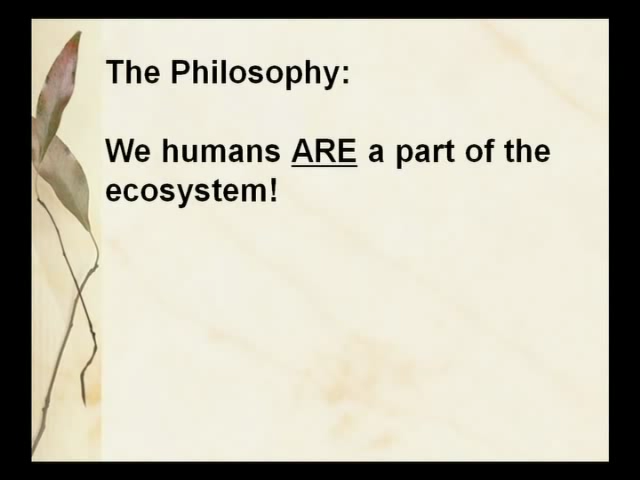 The Philosophy:
We humans ARE a part of the
ecosystem!